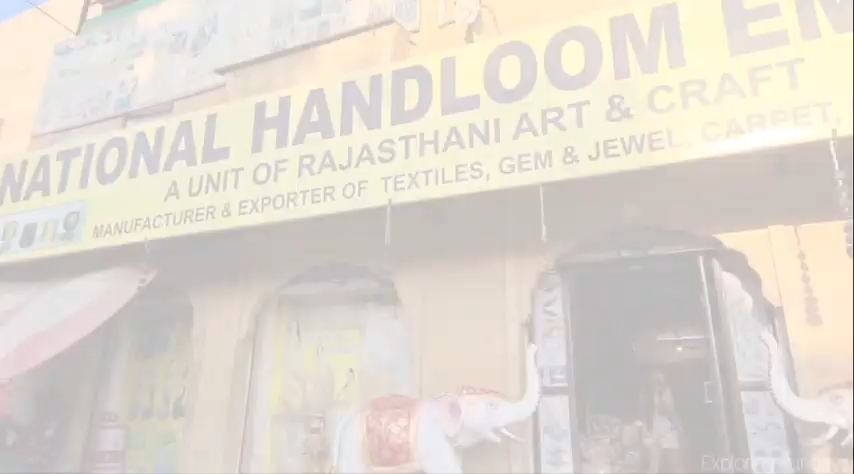 NATIONAL HANDLOOM EM
A UNIT OF RAJASTHANI ART & CRAFT
MANUFACTURER & EXPORTER OF TEXTILES, GEM & JEWEL, CARPET,